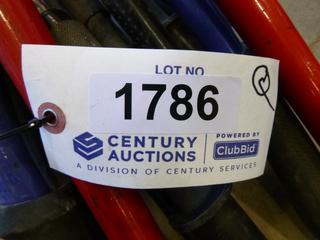 LOT NO
1786
CENTURY AUCTIONS
POWERED BY
ClubBid
A DIVISION OF CENTURY SERVICES